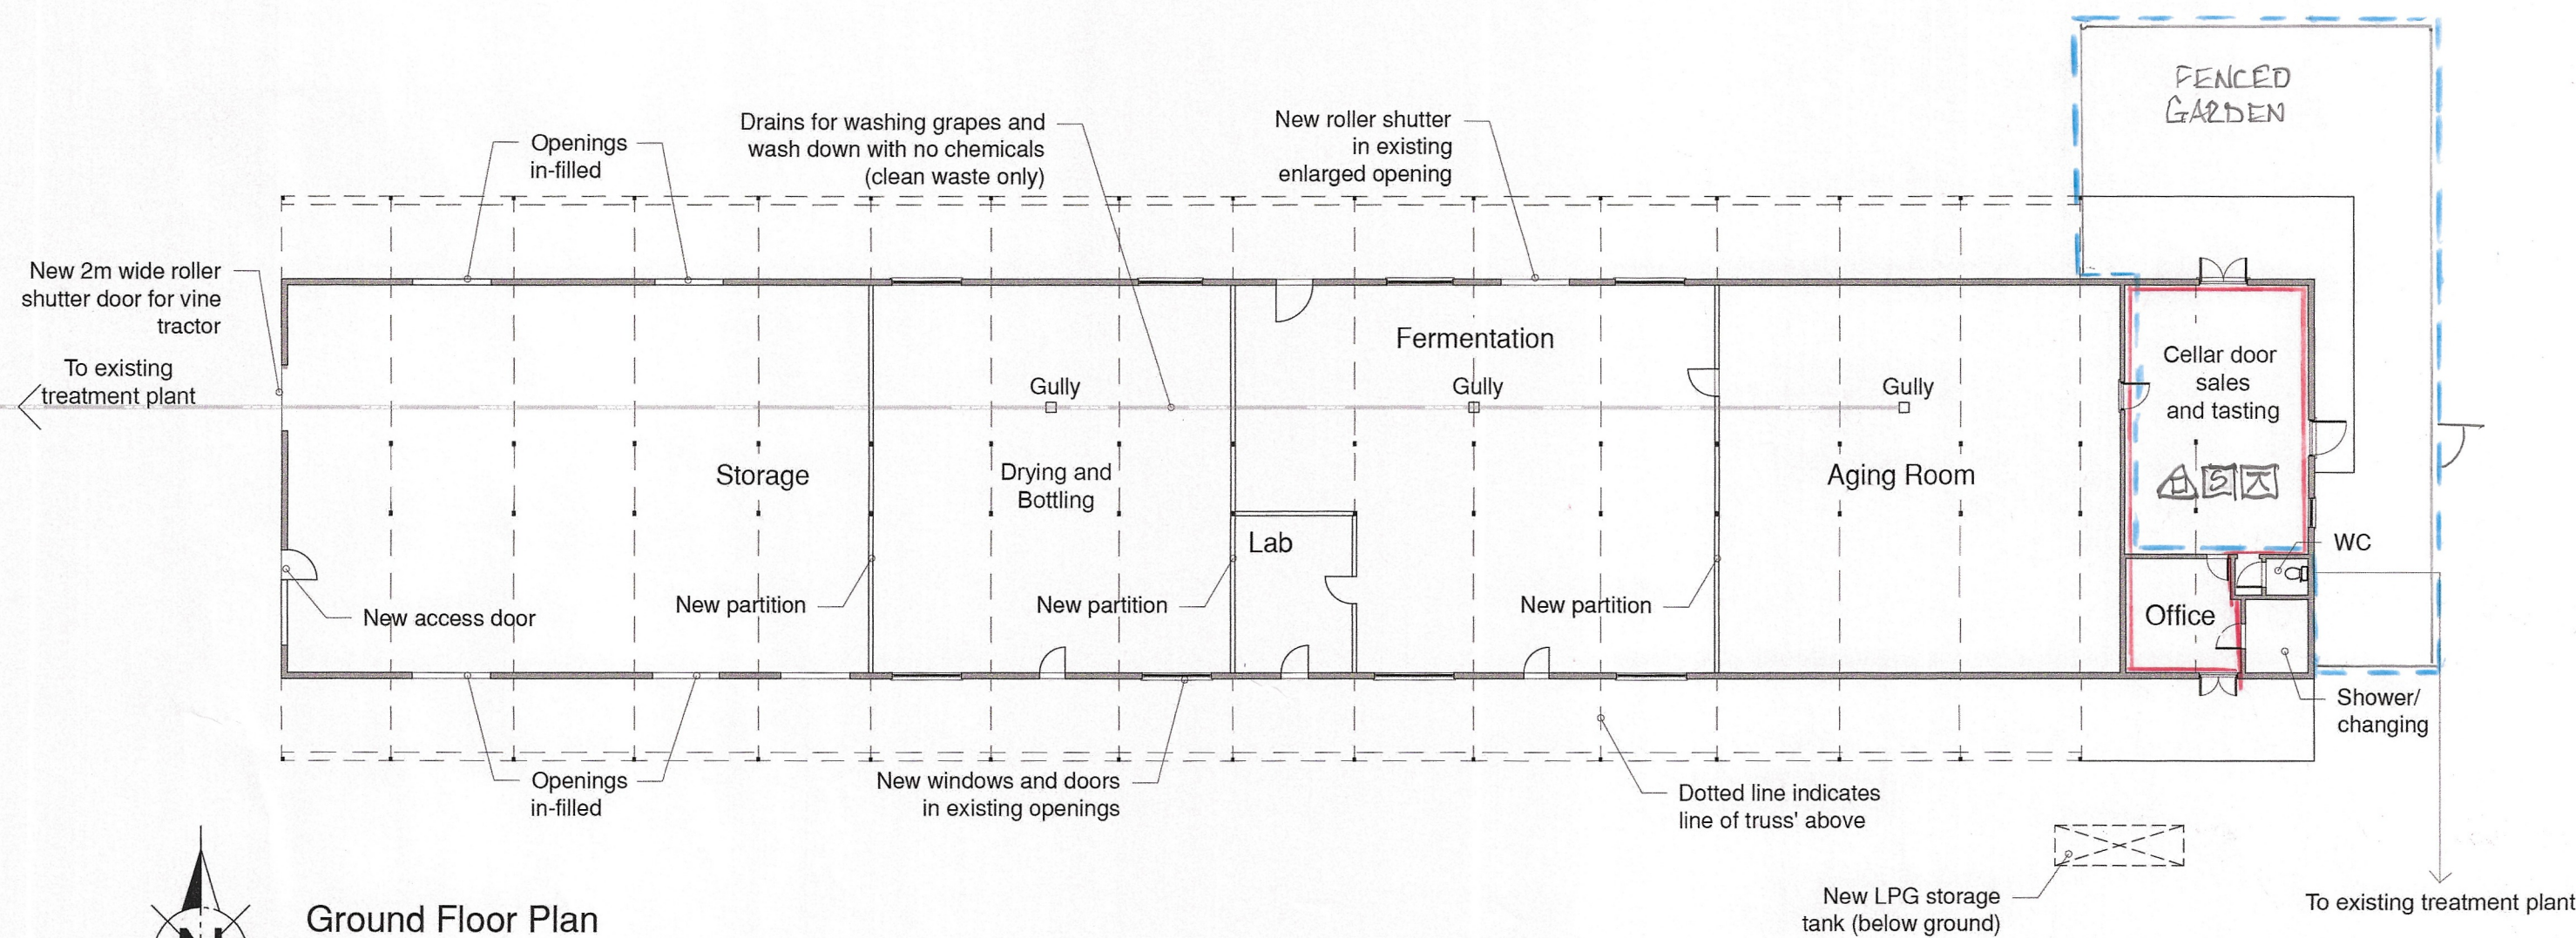 FENCED
GARDEN
Openings
in-filled
Drains for washing grapes and
wash down with no chemicals
(clean waste only)
New roller shutter
in existing
enlarged opening
New 2m wide roller
shutter door for vine
tractor
To existing
treatment plant
Fermentation
Cellar door
sales
and tasting
Gully
Gully
Gully
Storage
Drying and
Bottling
Aging Room
S
Lab
WC
New partition
New partition
New partition
New access door
Office
Shower/
changing
Openings
in-filled
New windows and doors
in existing openings
Dotted line indicates
line of truss' above
New LPG storage
tank (below ground)
To existing treatment plant
Ground Floor Plan
N